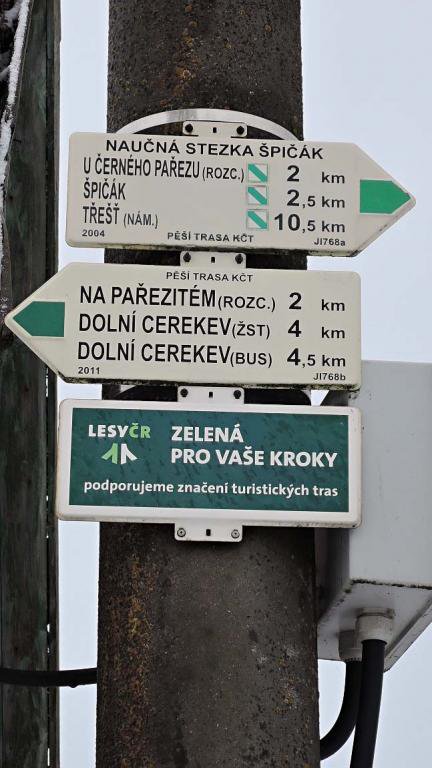 NAUČNÁ STEZKA ŠPIČÁK
U ČERNÉHO PAŘEZU (ROZC.) 2 km
ŠPIČÁK 2,5 km
TŘEŠŤ (NÁM.) 10,5 km
2004 PĚŠÍ TRASA KČT JI768a
PĚŠÍ TRASA KČT
NA PAŘEZITÉM (ROZC.) 2 km
DOLNÍ CEREKEV (ŽST) 4 km
DOLNÍ CEREKEV (BUS) 4,5 km
2011 JI768b
LESYČR ZELENÁ
PRO VAŠE KROKY
podporujeme značení turistických tras